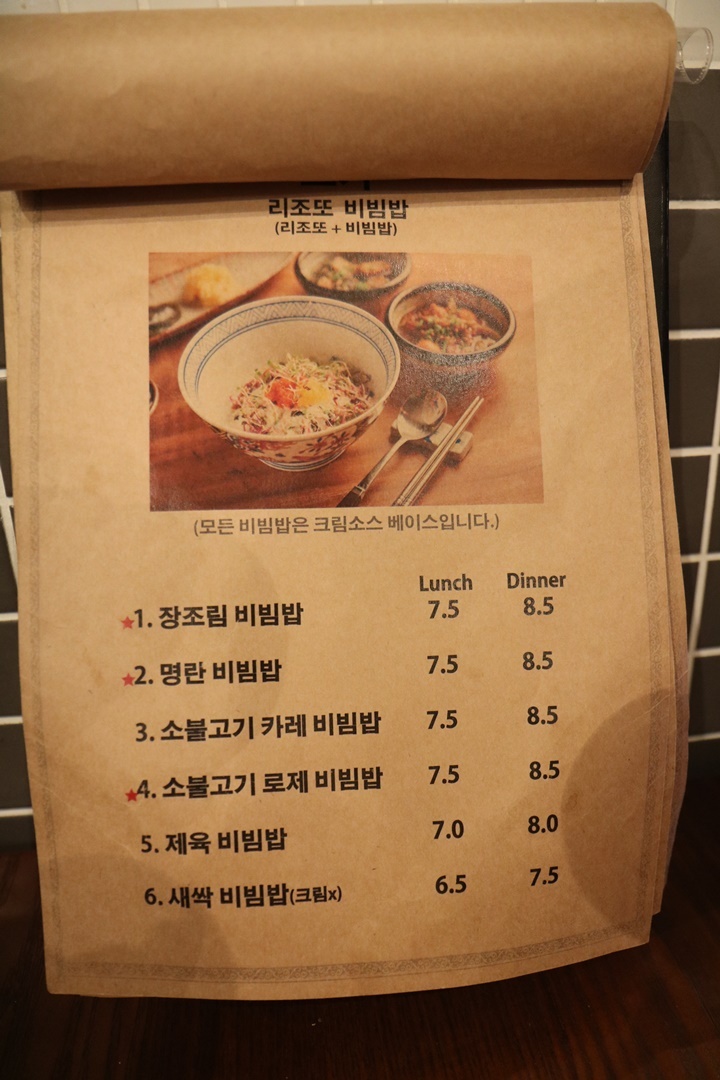 리조또 비빔밥
(리조또 + 비빔밥)
(모든 비빔밥은 크림소스 베이스입니다.)
Lunch Dinner
★1. 장조림 비빔밥 7.5 8.5
★2. 명란 비빔밥 7.5 8.5
3. 소불고기 카레 비빔밥 7.5 8.5
★4. 소불고기 로제 비빔밥 7.5 8.5
5. 제육 비빔밥 7.0 8.0
6. 새싹 비빔밥(크림x) 6.5 7.5